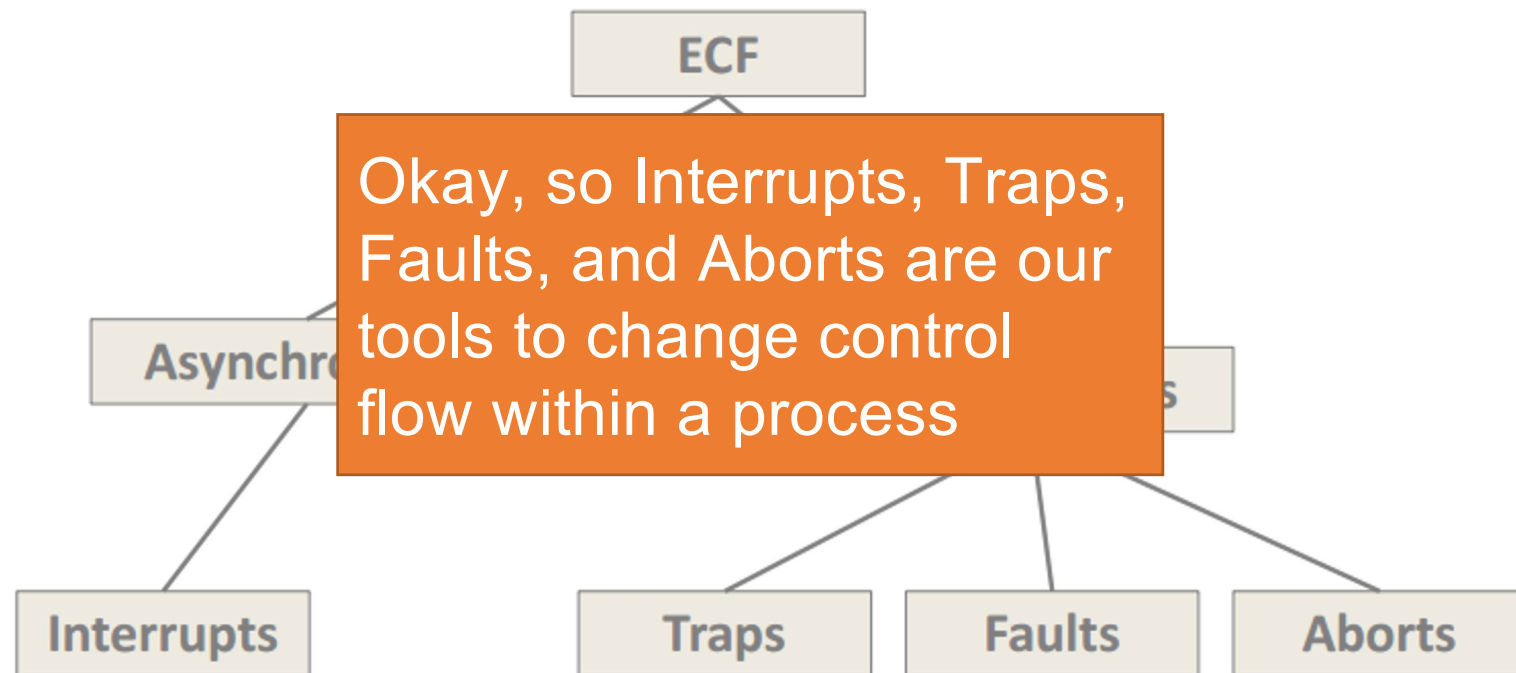 ECF
Okay, so Interrupts, Traps,
Faults, and Aborts are our
tools to change control
flow within a process
Interrupts
Traps
Faults
Aborts